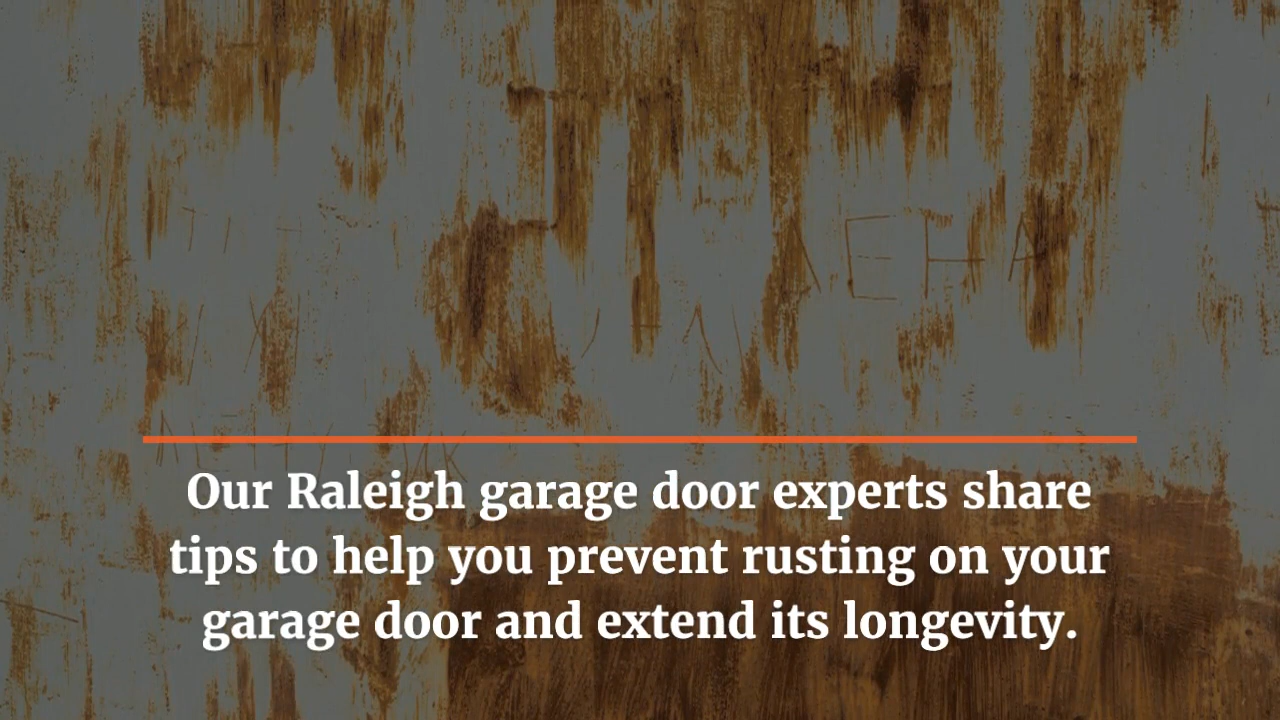 Our Raleigh garage door experts share
tips to help you prevent rusting on your
garage door and extend its longevity.